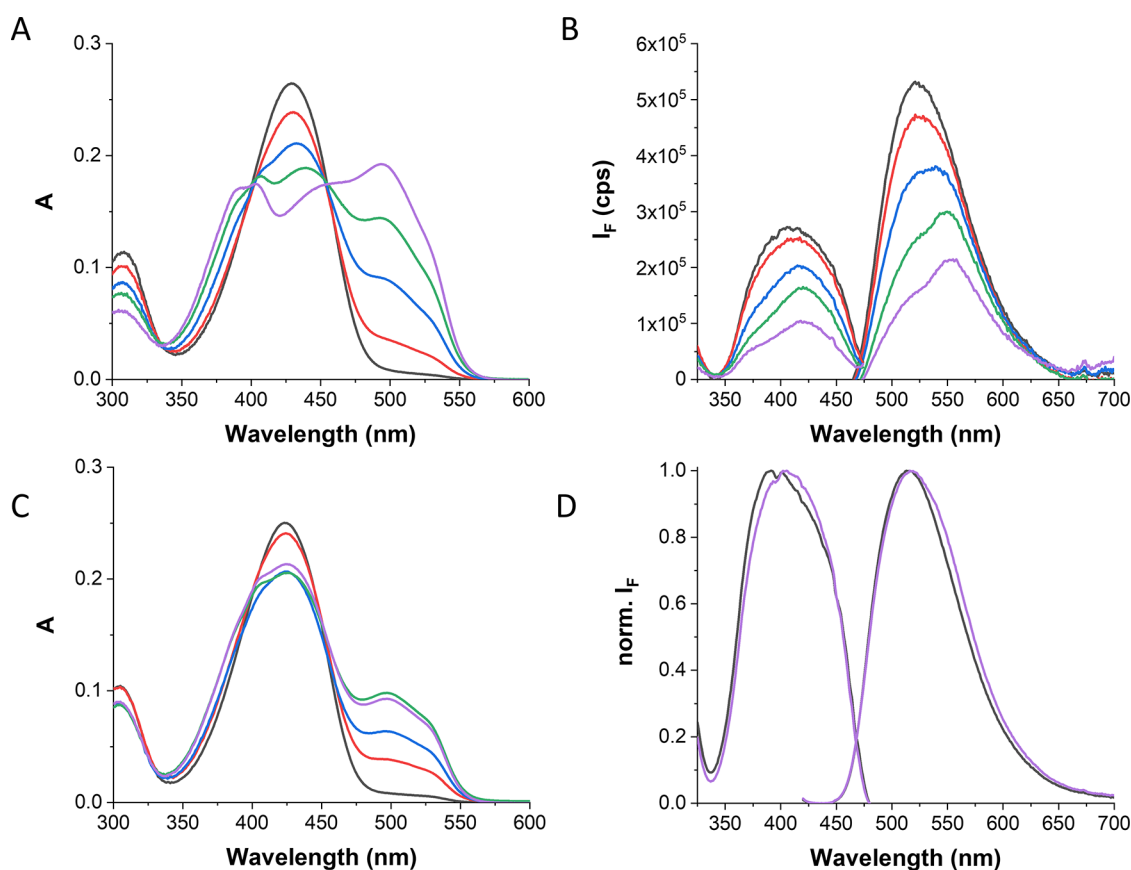 A
0.3
0.2
0.1
0.0
A
300 350 400 450 500 550 600
Wavelength (nm)
B
6x10⁵
5x10⁵
4x10⁵
3x10⁵
2x10⁵
1x10⁵
0
I_F (cps)
350 400 450 500 550 600 650 700
Wavelength (nm)
C
0.3
0.2
0.1
0.0
A
300 350 400 450 500 550 600
Wavelength (nm)
D
1.0
0.8
0.6
0.4
0.2
0.0
norm. I_F
350 400 450 500 550 600 650 700
Wavelength (nm)